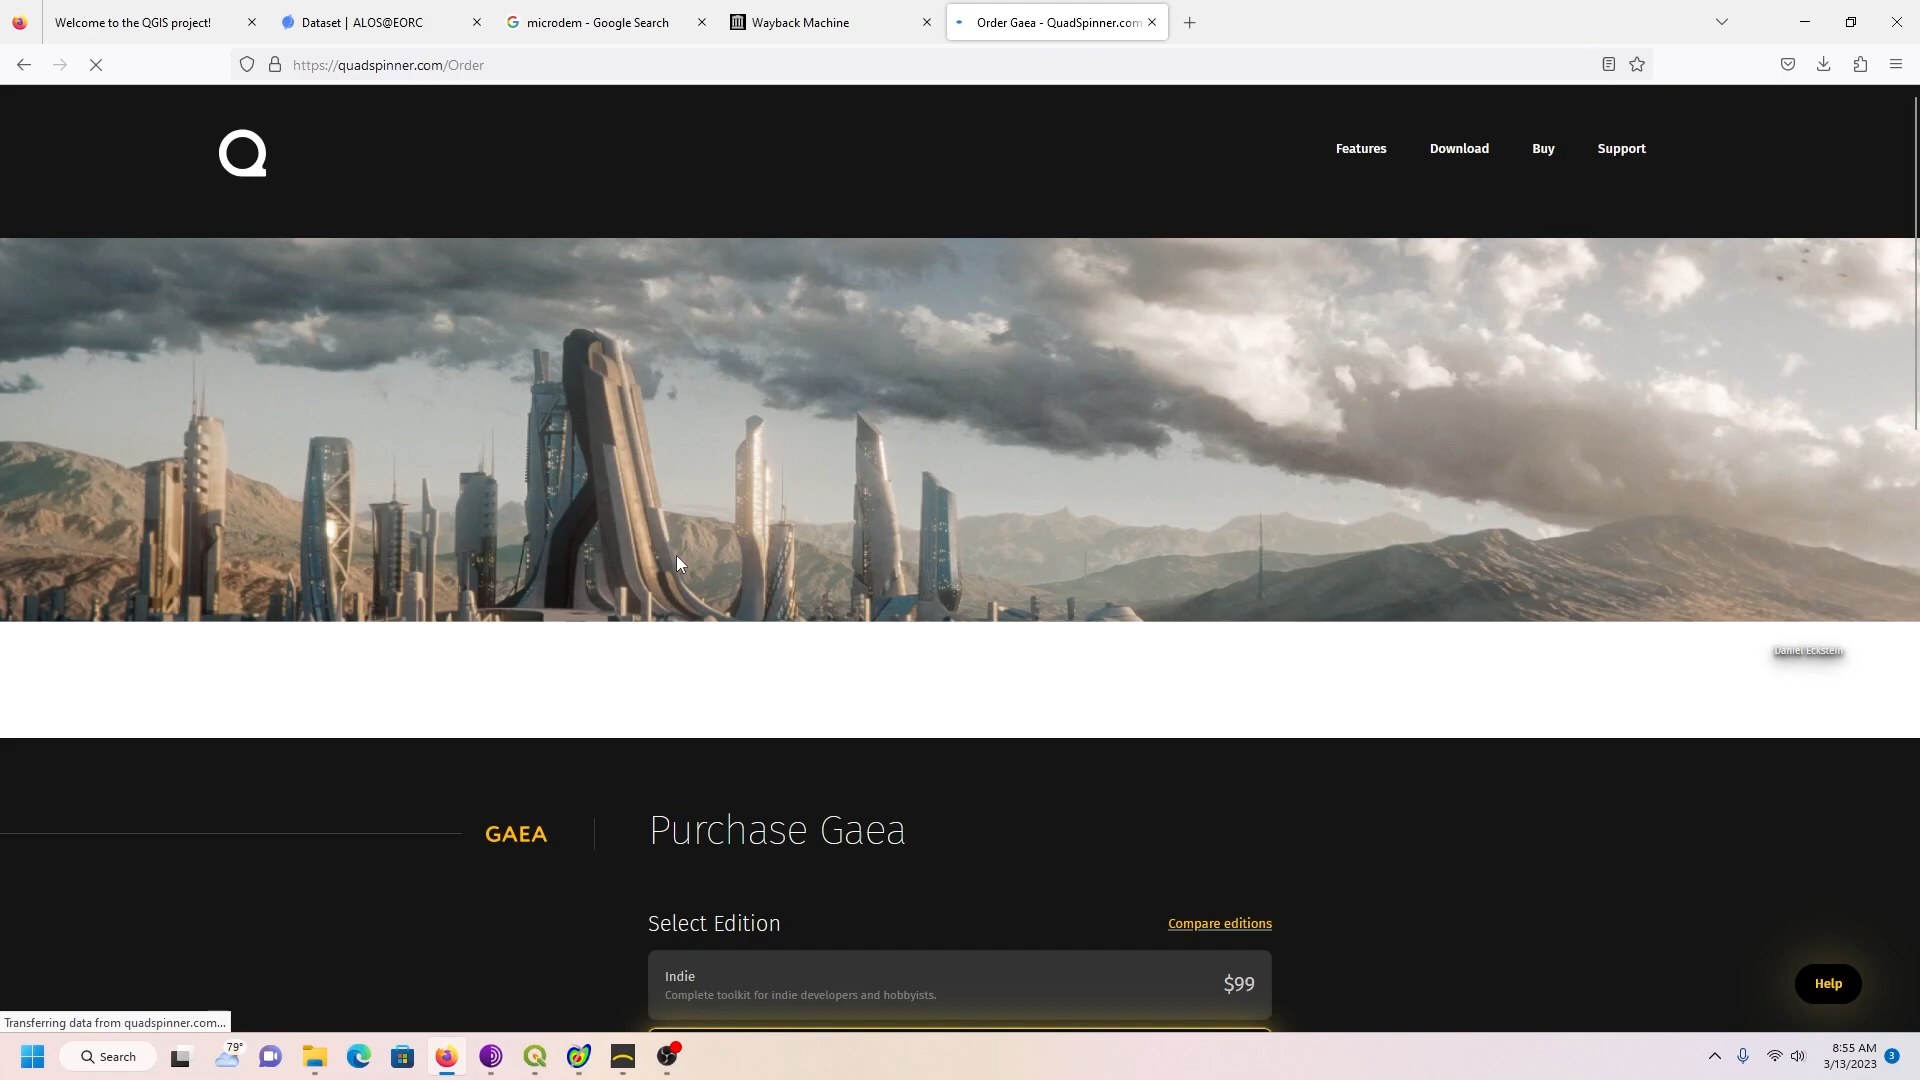 Welcome to the QGIS project!
Dataset | ALOS@EORC
microdem - Google Search
Wayback Machine
Order Gaea - QuadSpinner.com
https://quadspinner.com/Order
Features
Download
Buy
Support
Daniel Eckstein
GAEA
Purchase Gaea
Select Edition
Compare editions
Indie
Complete toolkit for indie developers and hobbyists.
$99
Help
Transferring data from quadspinner.com...
Search
79°
8:55 AM
3/13/2023
3